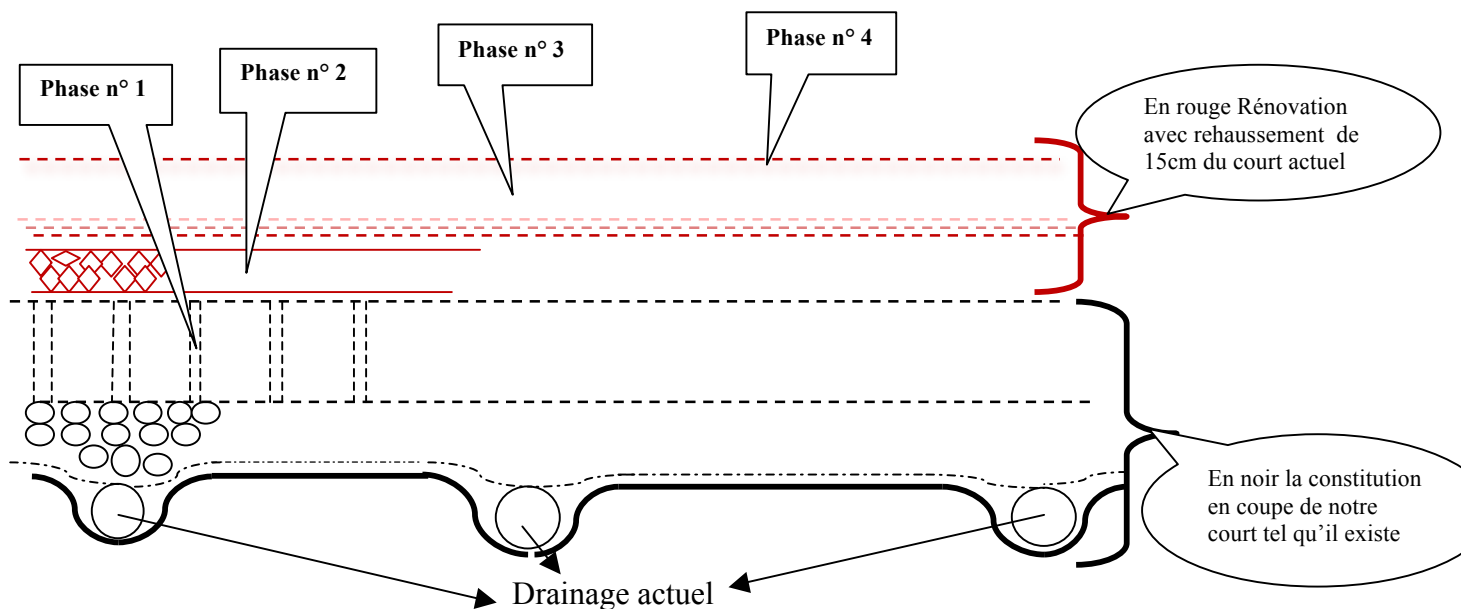 Phase n° 1
Phase n° 2
Phase n° 3
Phase n° 4
En rouge Rénovation
avec rehaussement de
15cm du court actuel
En noir la constitution
en coupe de notre
court tel qu’il existe
Drainage actuel